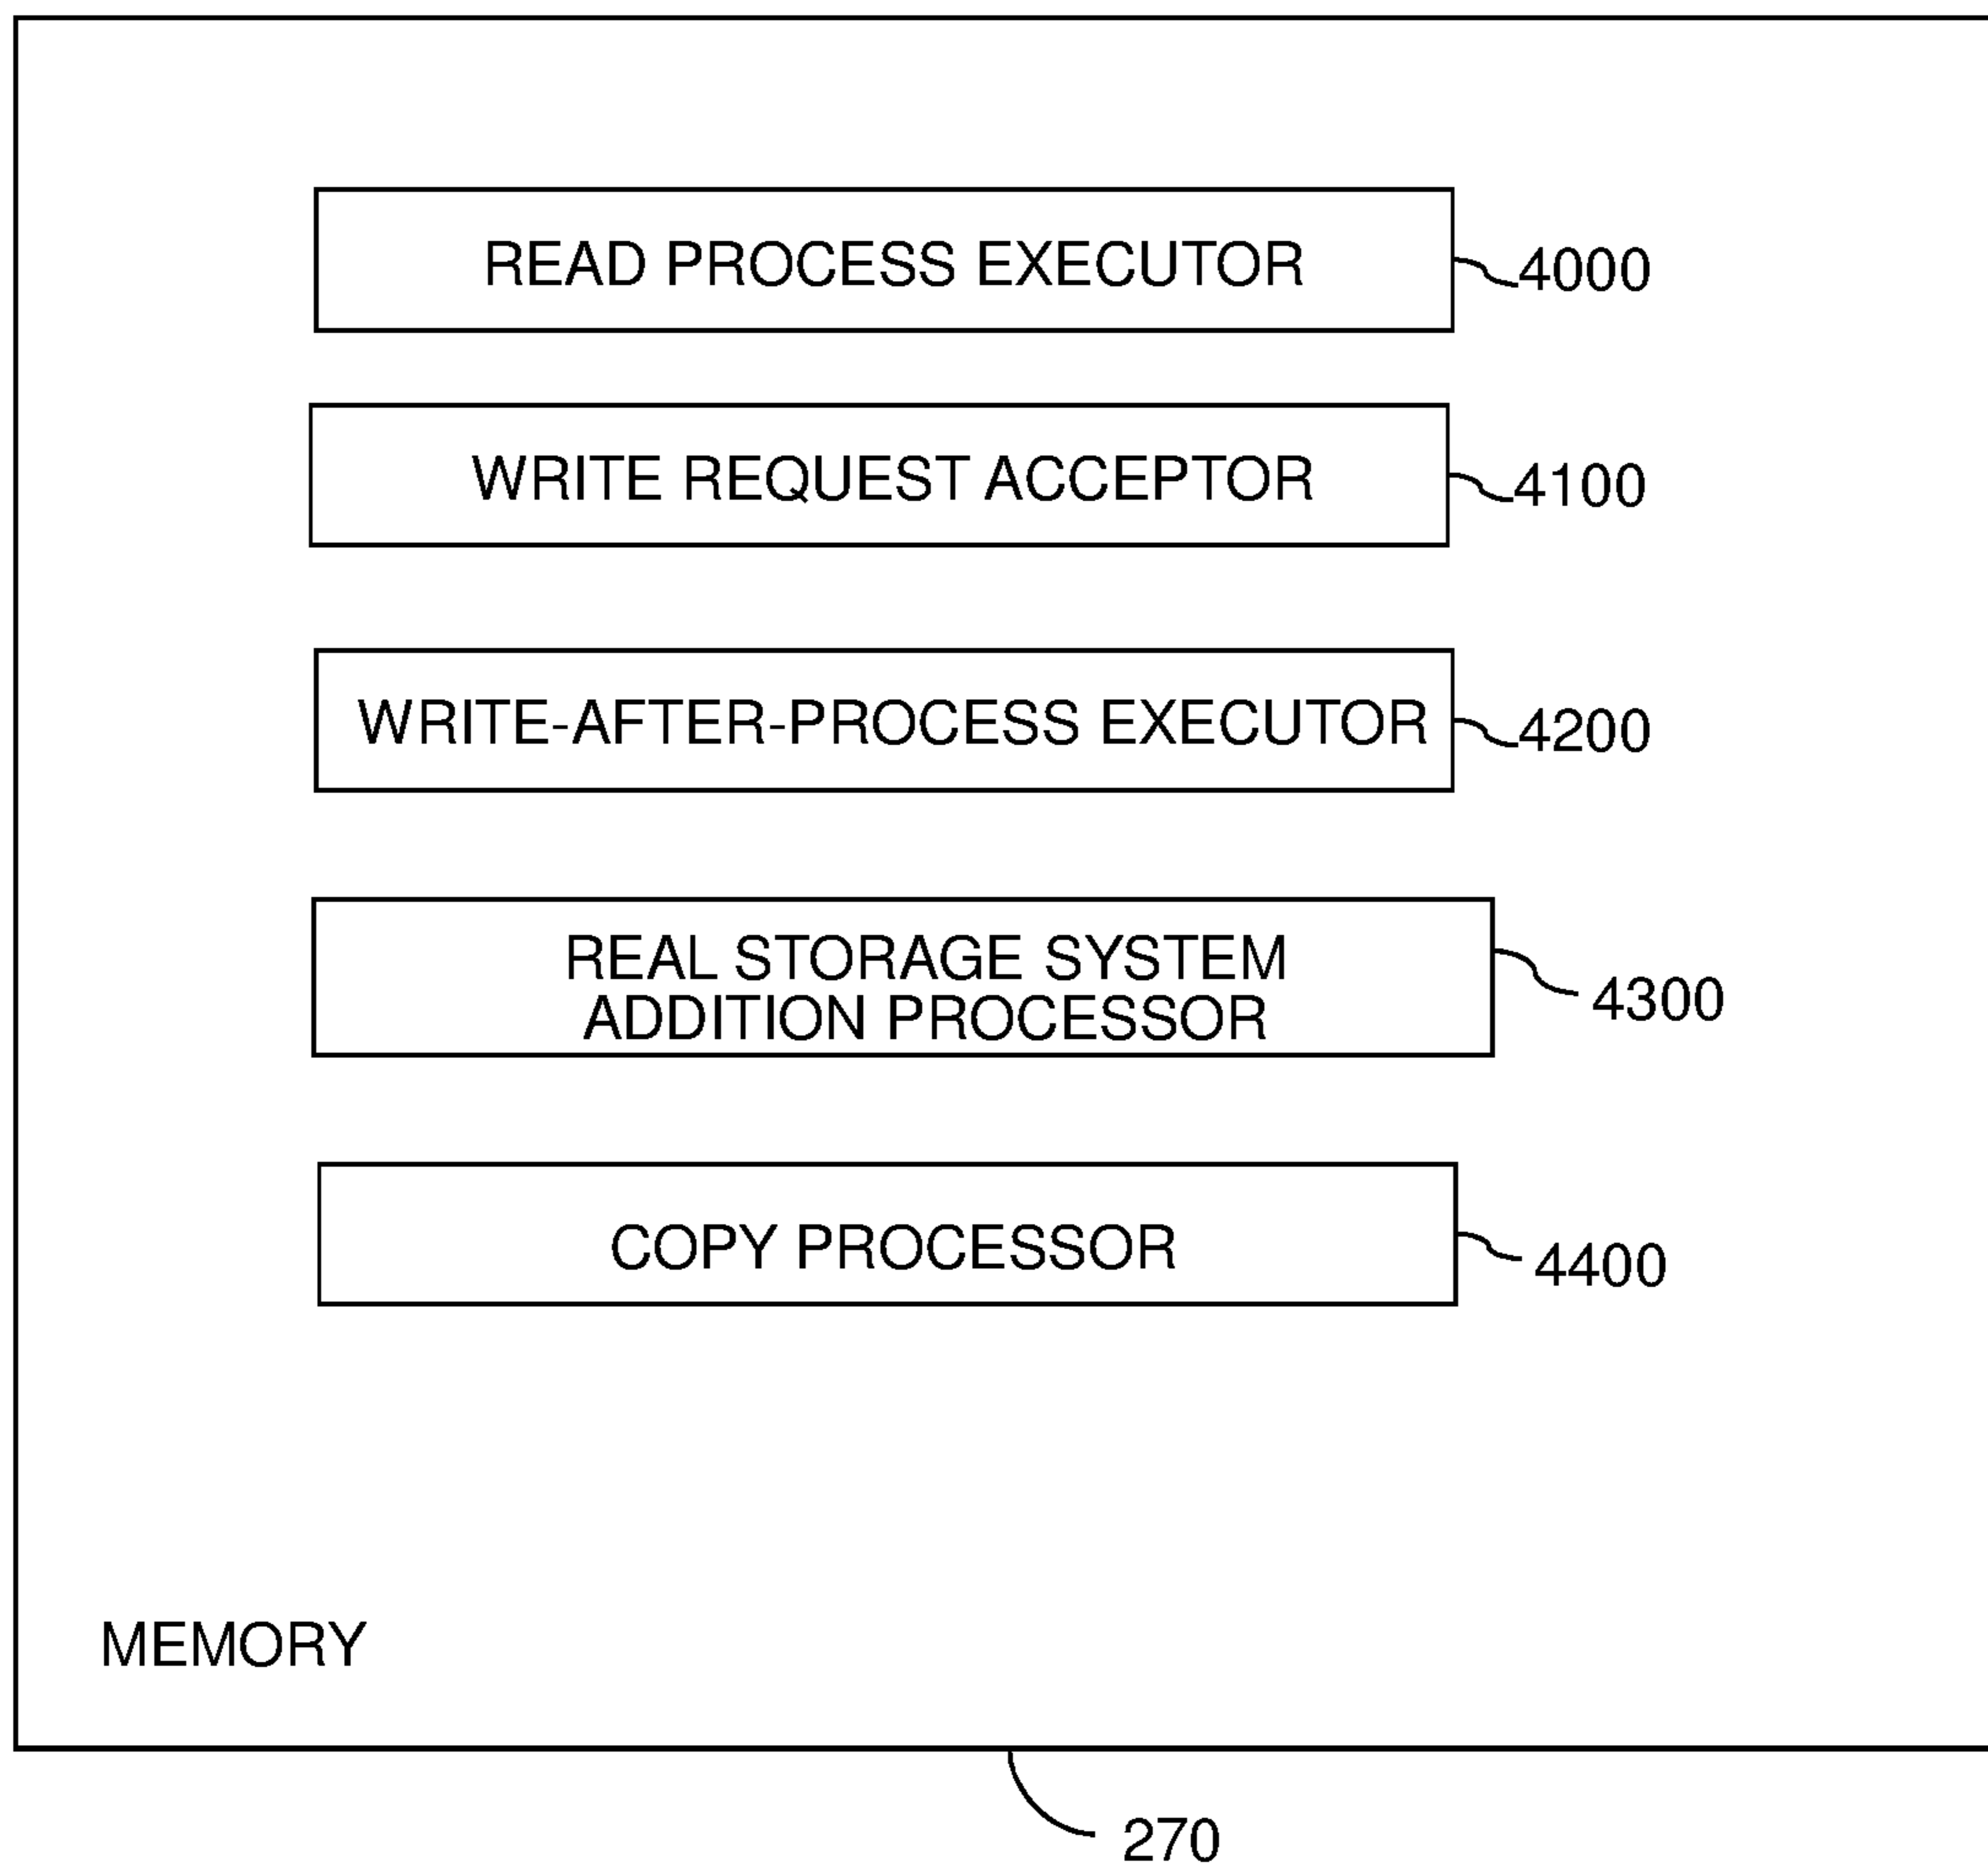 READ PROCESS EXECUTOR
4000
WRITE REQUEST ACCEPTOR
4100
WRITE-AFTER-PROCESS EXECUTOR
4200
REAL STORAGE SYSTEM
ADDITION PROCESSOR
4300
COPY PROCESSOR
4400
MEMORY
270